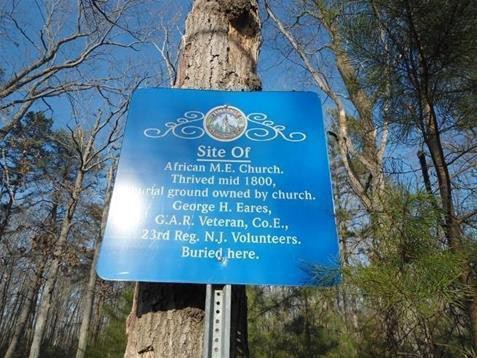 Site Of
African M.E. Church.
Thrived mid 1800,
burial ground owned by church.
George H. Eares,
G.A.R. Veteran, Co.E.,
23rd Reg. N.J. Volunteers.
Buried here.